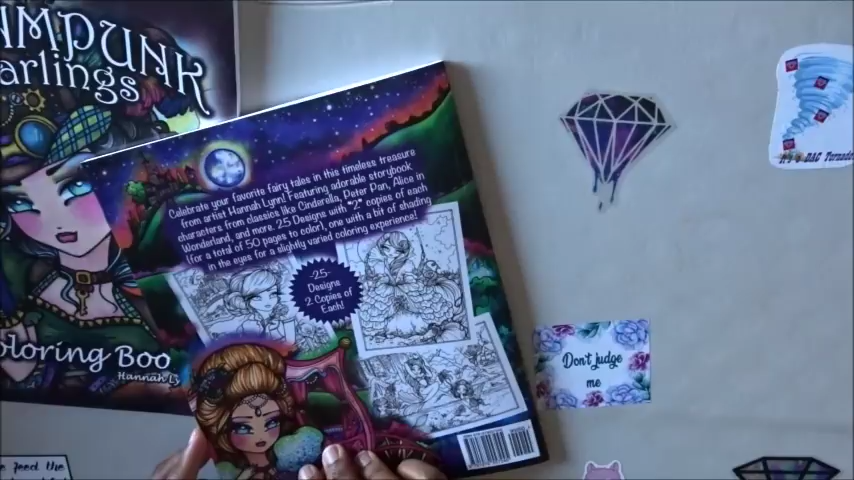 MPUNK
arlings
oloring Boo
Hannah L
Celebrate your favorite fairy tales in this timeless treasure
from artist Hannah Lynn! Featuring adorable storybook
characters from classics like Cinderella, Peter Pan, Alice in
Wonderland, and more. 25 Designs with "2" copies of each
(for a total of 50 pages to color), one with a bit of shading
in the eyes for a slightly varied coloring experience!
-25-
Designs
2 Copies of
Each!
DAC Tornado
Don't judge
me
feed the